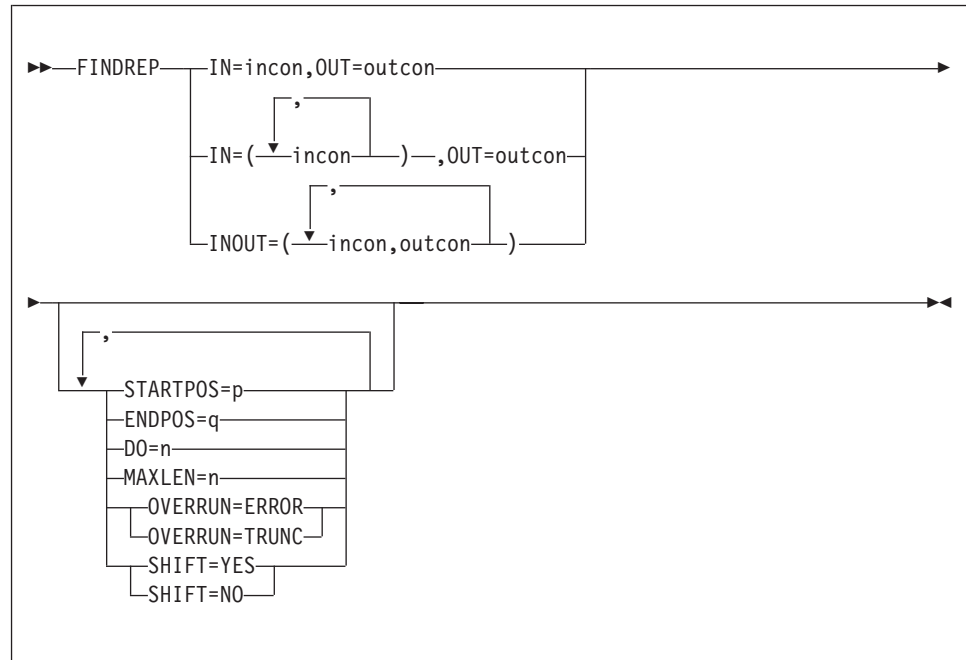 FINDREP IN=incon,OUT=outcon
,
IN=( incon ) ,OUT=outcon
,
INOUT=( incon,outcon )
,
STARTPOS=p
ENDPOS=q
DO=n
MAXLEN=n
OVERRUN=ERROR
OVERRUN=TRUNC
SHIFT=YES
SHIFT=NO